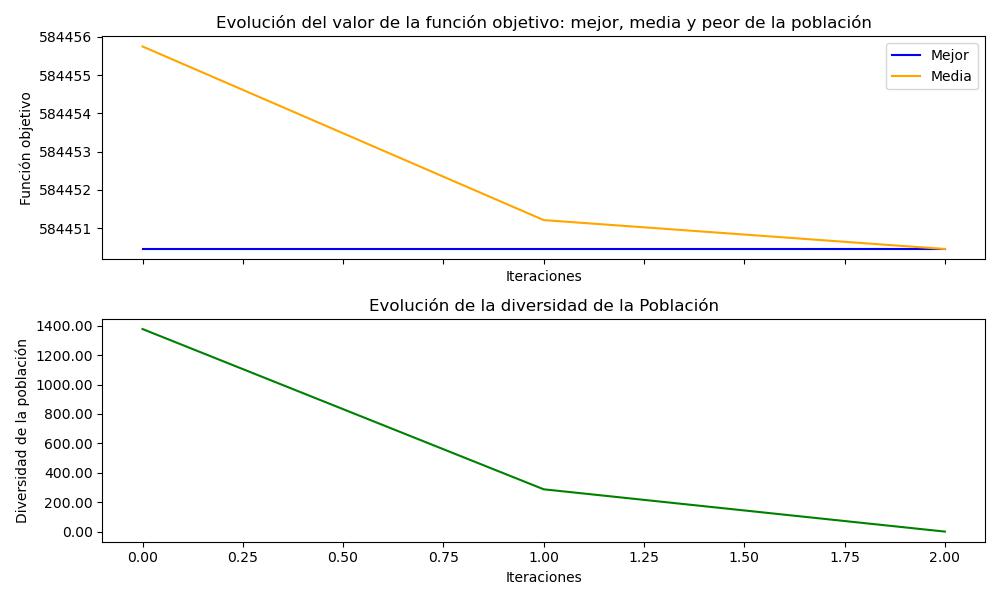 Evolución del valor de la función objetivo: mejor, media y peor de la población
584456
584455
584454
584453
584452
584451
Función objetivo
Mejor
Media
Iteraciones
Evolución de la diversidad de la Población
1400.00
1200.00
1000.00
800.00
600.00
400.00
200.00
0.00
Diversidad de la población
0.00 0.25 0.50 0.75 1.00 1.25 1.50 1.75 2.00
Iteraciones